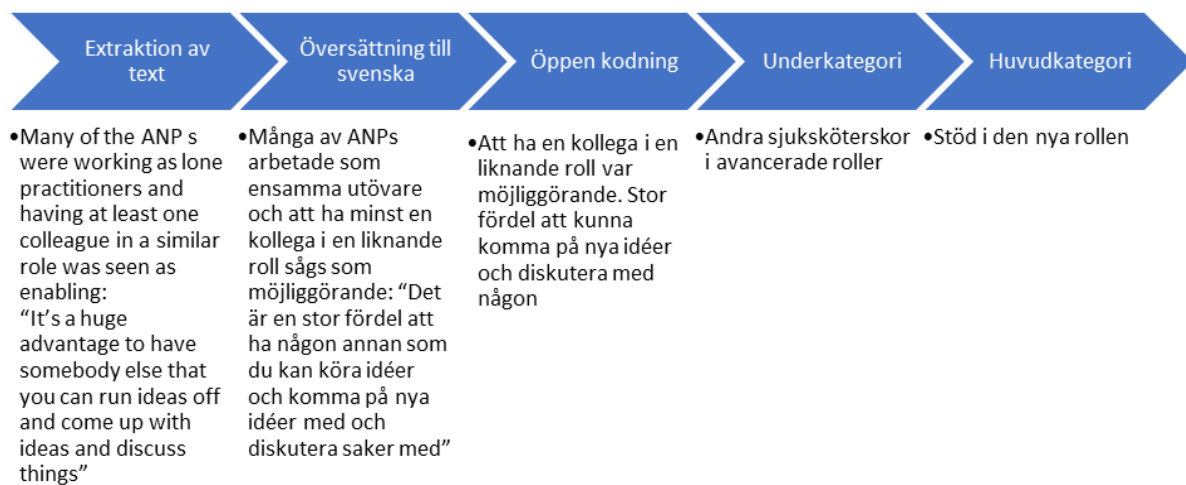 Extraktion av
text
Översättning till
svenska
Öppen kodning
Underkategori
Huvudkategori
•Many of the ANP s
were working as lone
practitioners and
having at least one
colleague in a similar
role was seen as
enabling:
“It’s a huge
advantage to have
somebody else that
you can run ideas off
and come up with
ideas and discuss
things”
•Många av ANPs
arbetade som
ensamma utövare
och att ha minst en
kollega i en liknande
roll sågs som
möjliggörande: “Det
är en stor fördel att
ha någon annan som
du kan köra idéer
och komma på nya
idéer med och
diskutera saker med”
•Att ha en kollega i en
liknande roll var
möjliggörande. Stor
fördel att kunna
komma på nya idéer
och diskutera med
någon
•Andra sjuksköterskor
i avancerade roller
•Stöd i den nya rollen